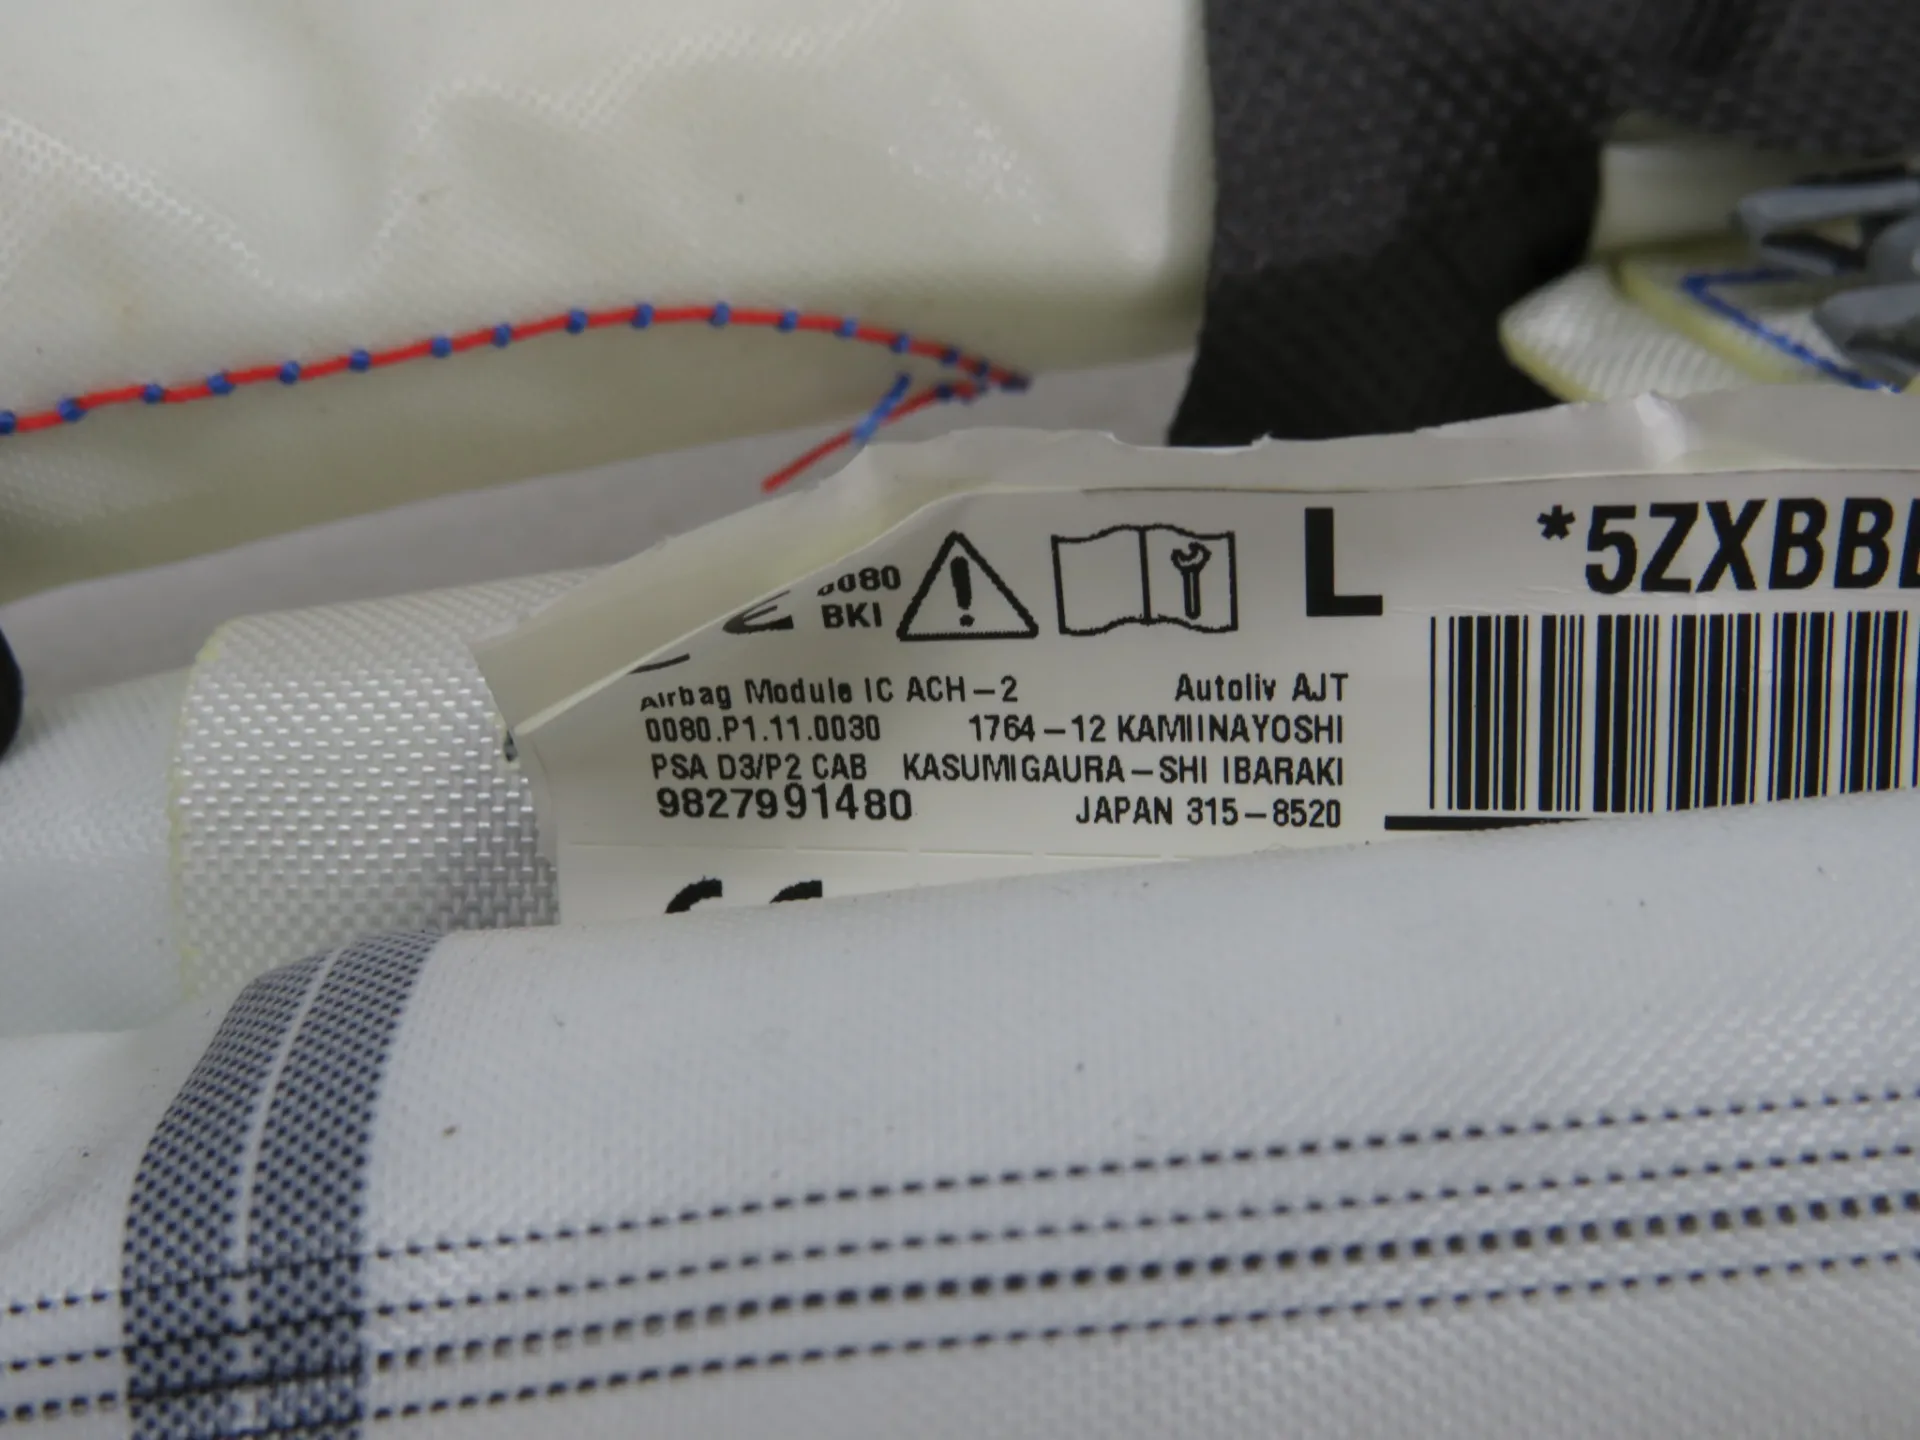 0080
BKI
L
*5ZXBBB
Airbag Module IC ACH-2
Autoliv AJT
0080.P1.11.0030
1764-12 KAMIINAYOSHI
PSA D3/P2 CAB
KASUMIGAURA-SHI IBARAKI
9827991480
JAPAN 315-8520